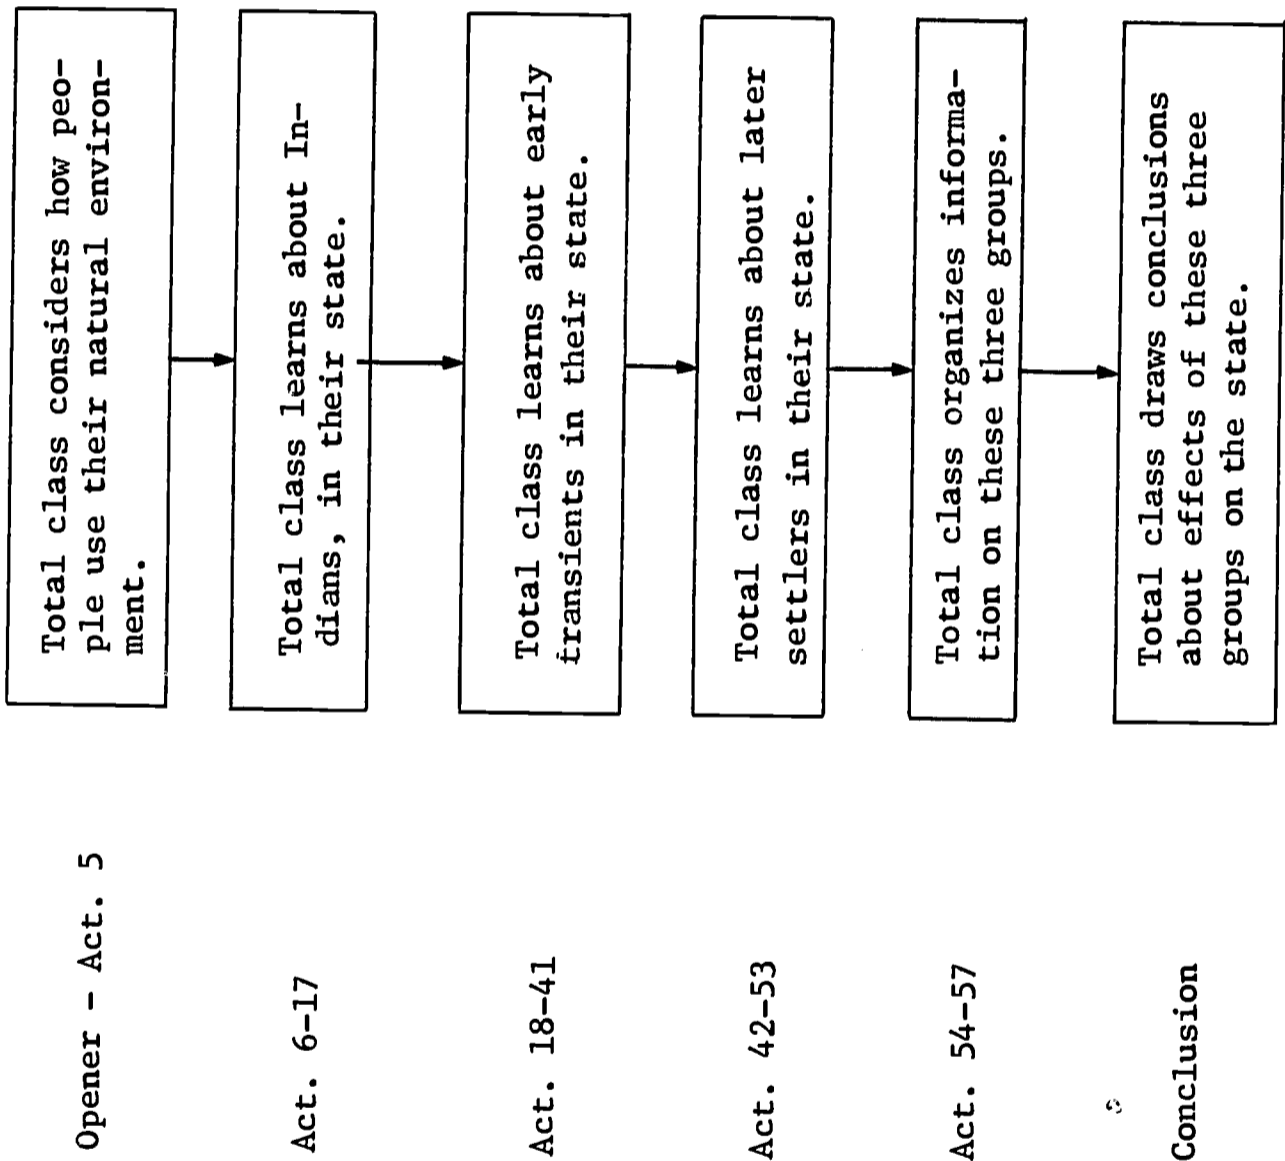 Opener - Act. 5
Total class considers how peo-
ple use their natural environ-
ment.
Act. 6-17
Total class learns about In-
dians, in their state.
Act. 18-41
Total class learns about early
transients in their state.
Act. 42-53
Total class learns about later
settlers in their state.
Act. 54-57
Total class organizes informa-
tion on these three groups.
Conclusion
Total class draws conclusions
about effects of these three
groups on the state.